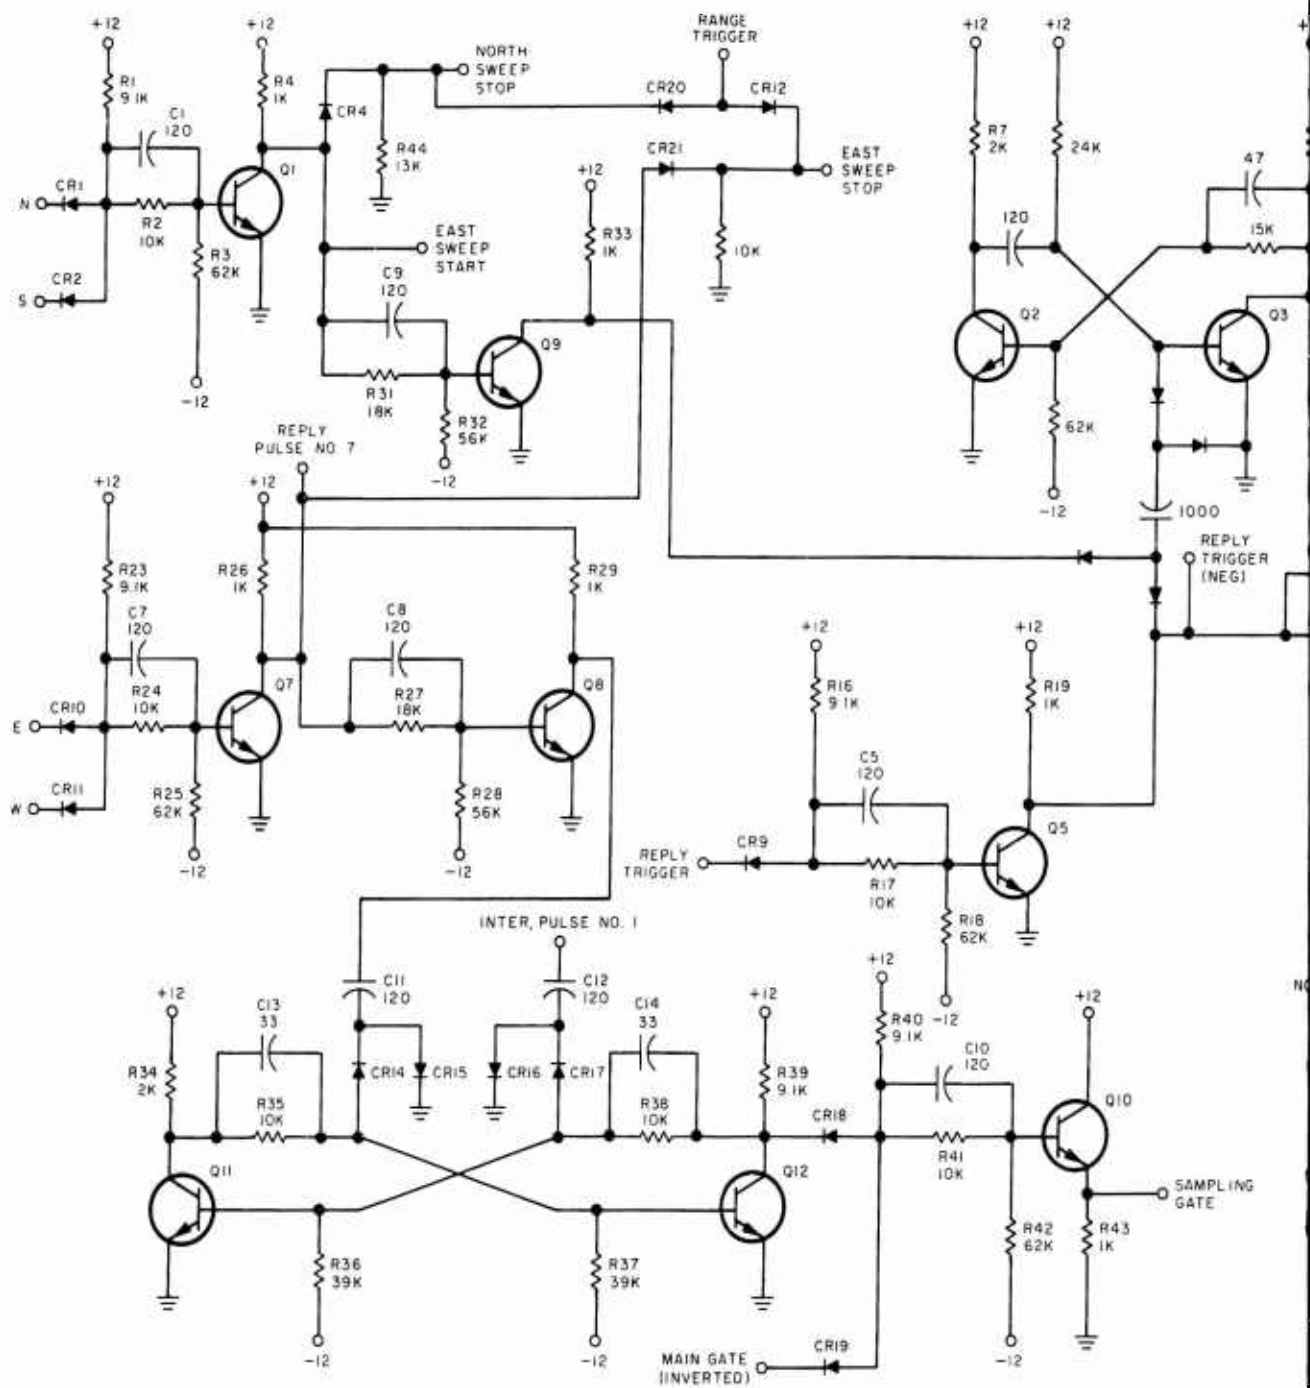 +12
+12
RANGE
TRIGGER
+12
+12
+
R1
9.1K
R4
1K
NORTH
SWEEP
STOP
CR4
CR20
CR12
C1
120
R44
13K
CR21
R7
2K
24K
Q1
+12
EAST
SWEEP
STOP
47
N
CR1
R2
10K
R3
62K
EAST
SWEEP
START
R33
1K
10K
120
15K
S
CR2
C9
120
Q9
Q2
Q3
-12
R31
18K
R32
56K
62K
REPLY
PULSE NO. 7
-12
-12
+12
+12
1000
REPLY
TRIGGER
(NEG)
R23
9.1K
R26
1K
R29
1K
C7
120
C8
120
+12
+12
R24
10K
Q7
R27
18K
Q8
R16
9.1K
R19
1K
E
CR10
W
CR11
R25
62K
R28
56K
C5
120
Q5
-12
-12
REPLY
TRIGGER
CR9
R17
10K
R18
62K
INTER, PULSE NO. 1
+12
-12
+12
C13
33
C11
120
C12
120
C14
33
+12
R40
9.1K
+12
NO
R34
2K
CR14
CR15
CR16
CR17
R39
9.1K
C10
120
R35
10K
R38
10K
CR18
Q10
Q11
Q12
R41
10K
SAMPLING
GATE
R36
39K
R37
39K
R42
62K
R43
1K
-12
-12
-12
MAIN GATE
(INVERTED)
CR19